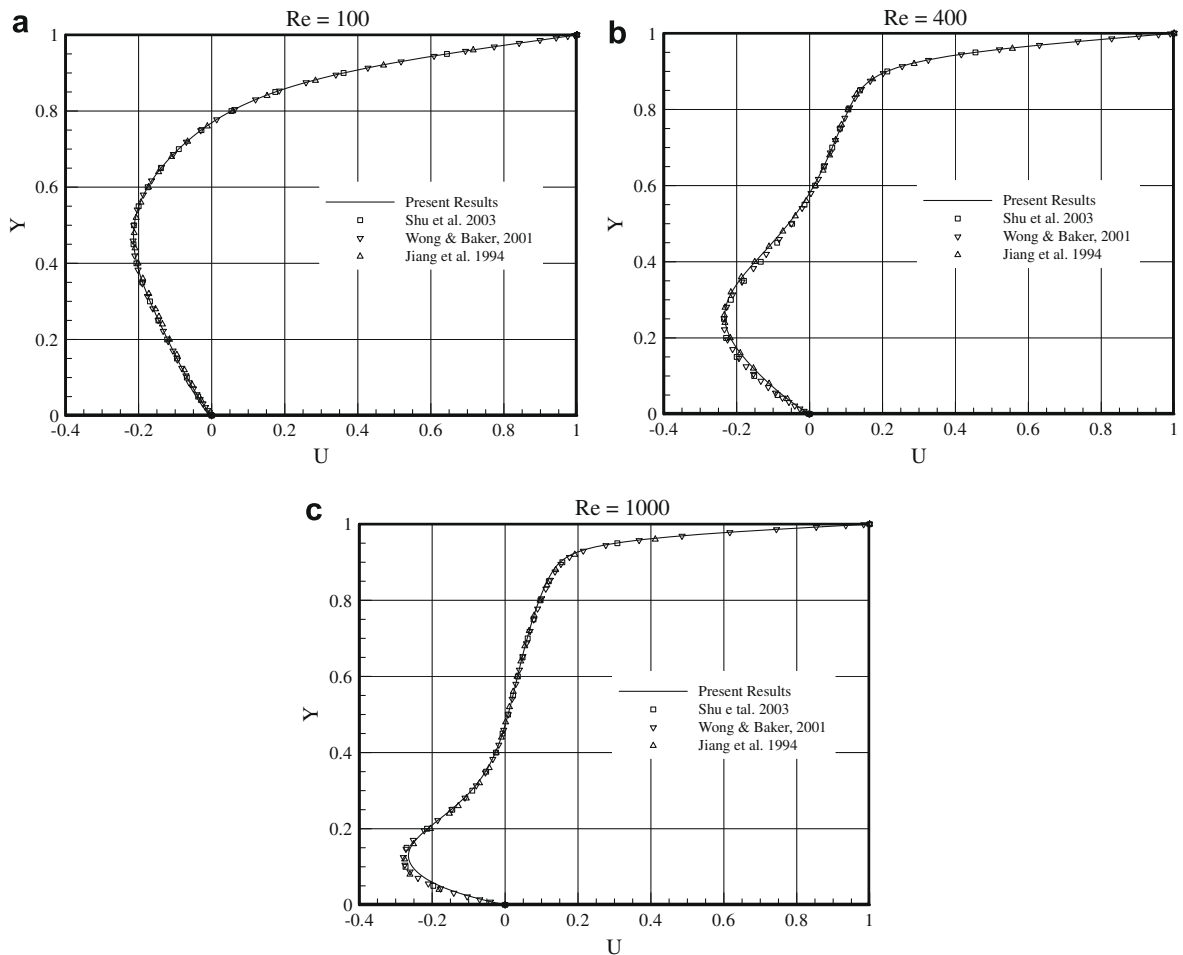 a
Re = 100
1
0.8
0.6
0.4
0.2
0
Y
-0.4
-0.2
0
0.2
0.4
0.6
0.8
1
U
Present Results
Shu et al. 2003
Wong & Baker, 2001
Jiang et al. 1994
b
Re = 400
1
0.8
0.6
0.4
0.2
0
Y
-0.4
-0.2
0
0.2
0.4
0.6
0.8
1
U
Present Results
Shu et al. 2003
Wong & Baker, 2001
Jiang et al. 1994
c
Re = 1000
1
0.8
0.6
0.4
0.2
0
Y
-0.4
-0.2
0
0.2
0.4
0.6
0.8
1
U
Present Results
Shu e tal. 2003
Wong & Baker, 2001
Jiang et al. 1994